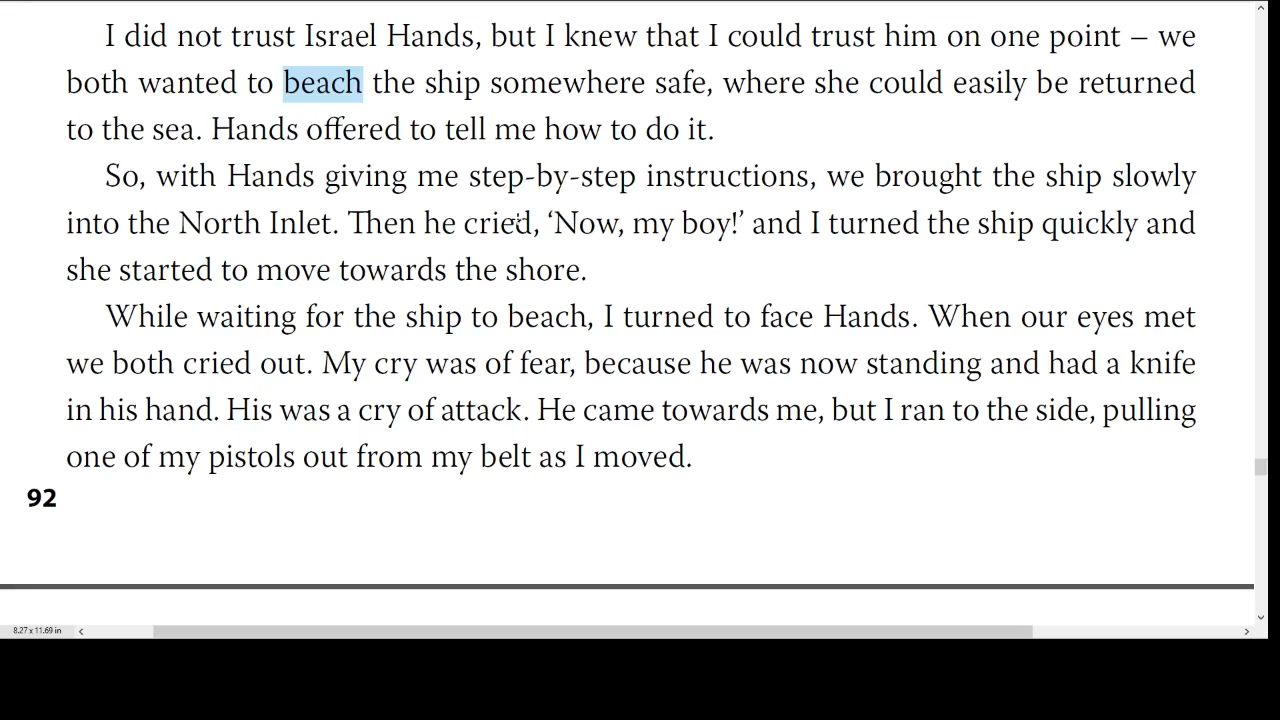 I did not trust Israel Hands, but I knew that I could trust him on one point – we
both wanted to beach the ship somewhere safe, where she could easily be returned
to the sea. Hands offered to tell me how to do it.
So, with Hands giving me step-by-step instructions, we brought the ship slowly
into the North Inlet. Then he cried, ‘Now, my boy!’ and I turned the ship quickly and
she started to move towards the shore.
While waiting for the ship to beach, I turned to face Hands. When our eyes met
we both cried out. My cry was of fear, because he was now standing and had a knife
in his hand. His was a cry of attack. He came towards me, but I ran to the side, pulling
one of my pistols out from my belt as I moved.
92
8.27 x 11.69 in